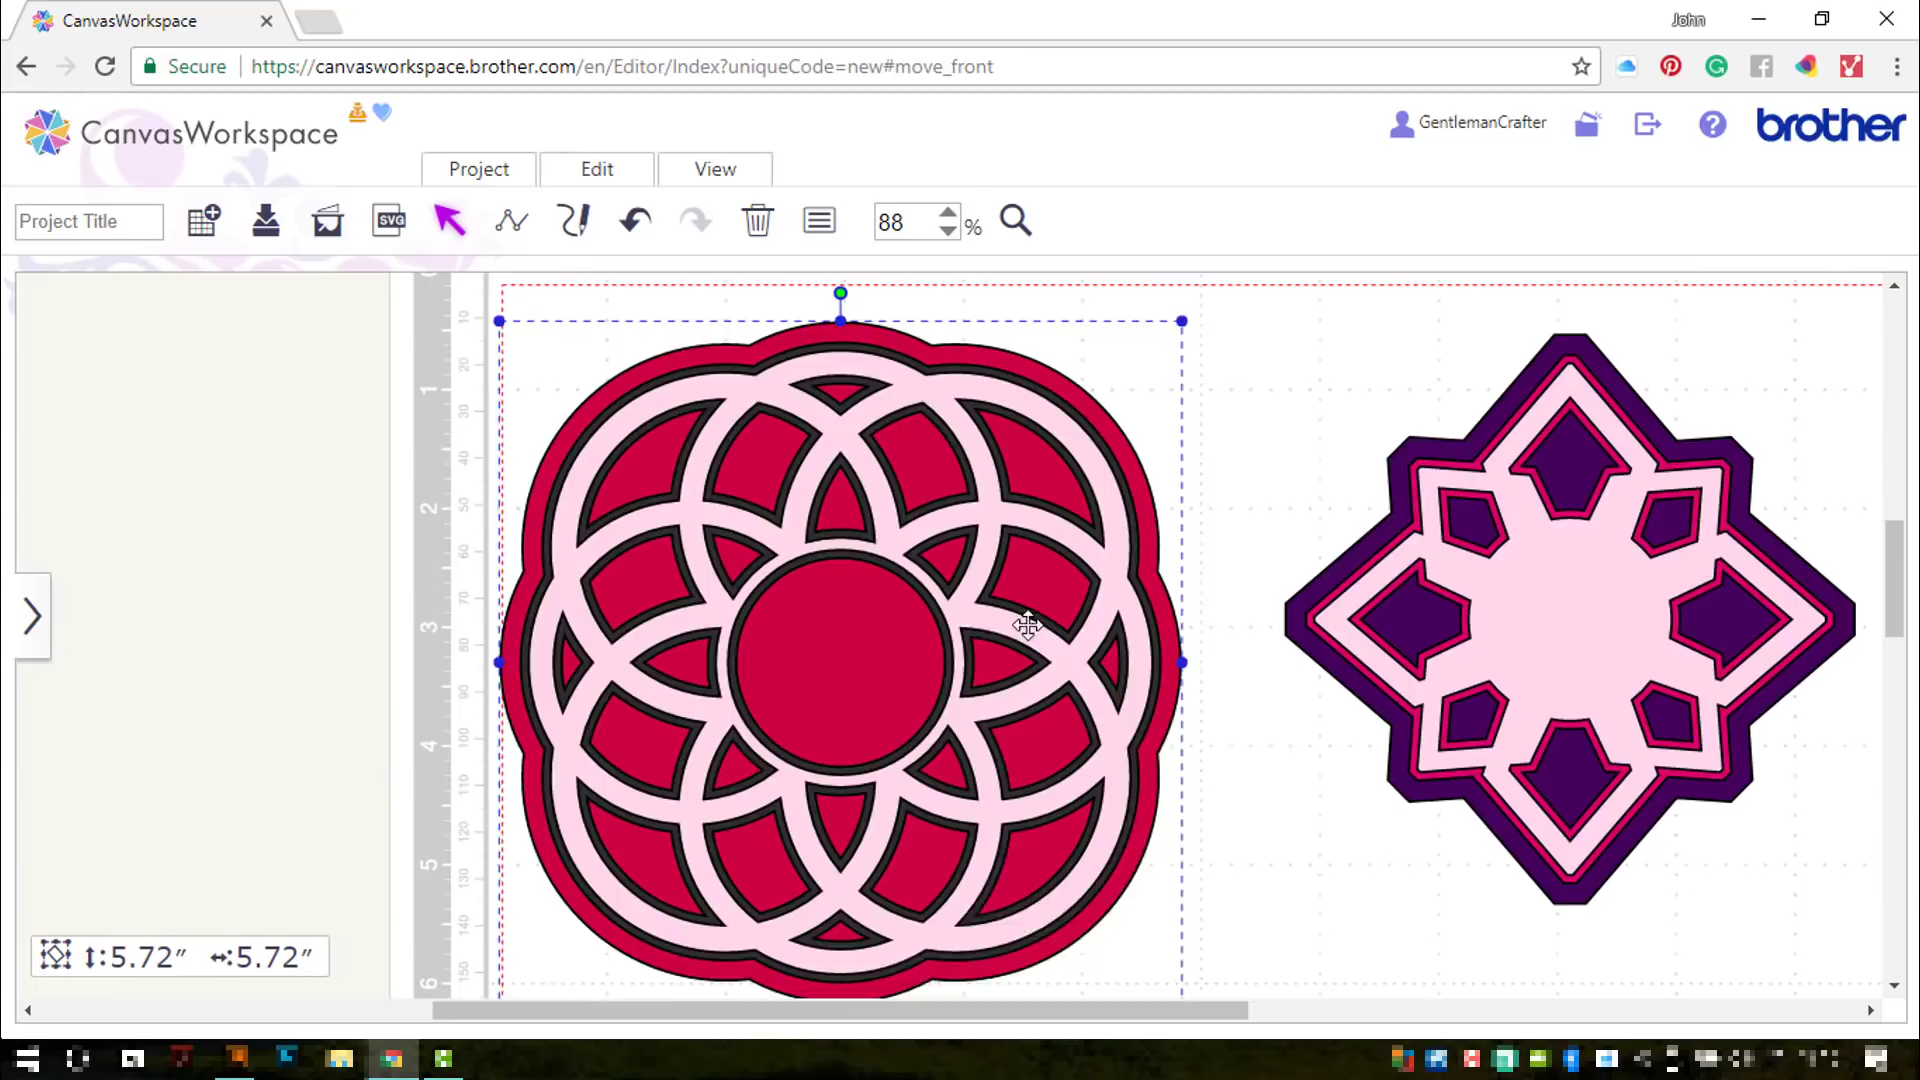 CanvasWorkspace
John
Secure
https://canvasworkspace.brother.com/en/Editor/Index?uniqueCode=new#move_front
CanvasWorkspace
GentlemanCrafter
?
brother
Project
Edit
View
Project Title
SVG
88
%
10
20
1
30
40
2
50
60
3
70
80
90
4
100
110
5
120
130
140
6
150
5.72″
5.72″